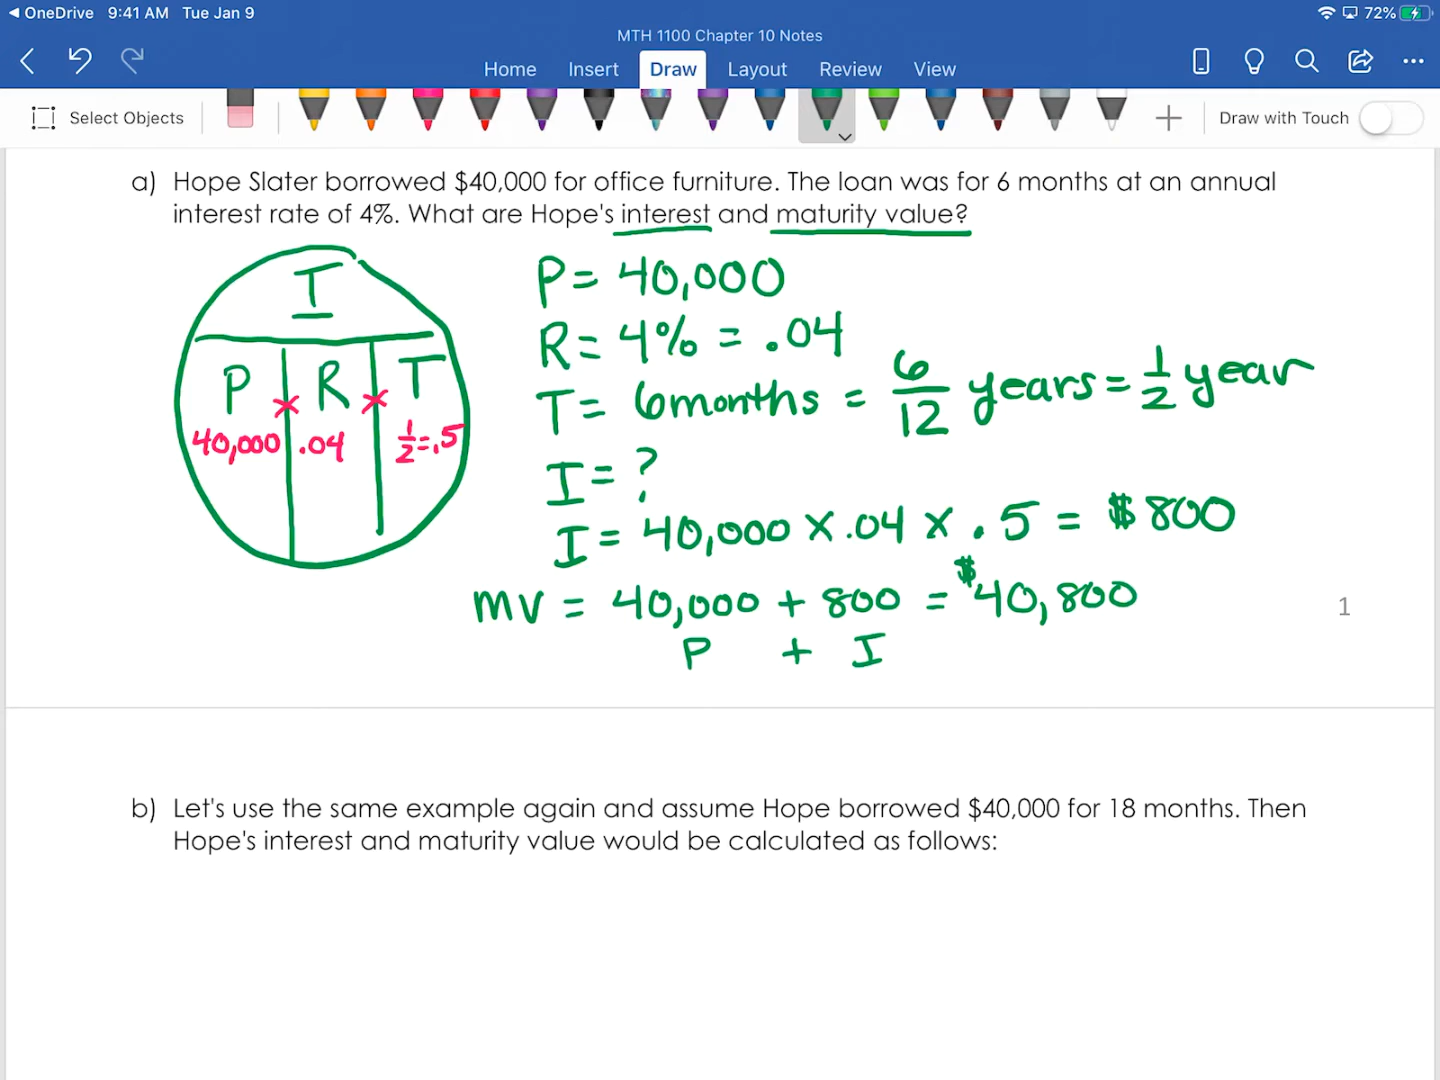 OneDrive 9:41 AM Tue Jan 9 72%
MTH 1100 Chapter 10 Notes
Home Insert Draw Layout Review View
Select Objects Draw with Touch
a) Hope Slater borrowed $40,000 for office furniture. The loan was for 6 months at an annual
interest rate of 4%. What are Hope's interest and maturity value?
I
P × R × T
40,000 .04 1/2=.5
P= 40,000
R= 4% = .04
T= 6months = 6/12 years = 1/2 year
I= ?
I= 40,000 X .04 X .5 = $800
MV = 40,000 + 800 = $40,800
P + I
1
b) Let's use the same example again and assume Hope borrowed $40,000 for 18 months. Then
Hope's interest and maturity value would be calculated as follows: